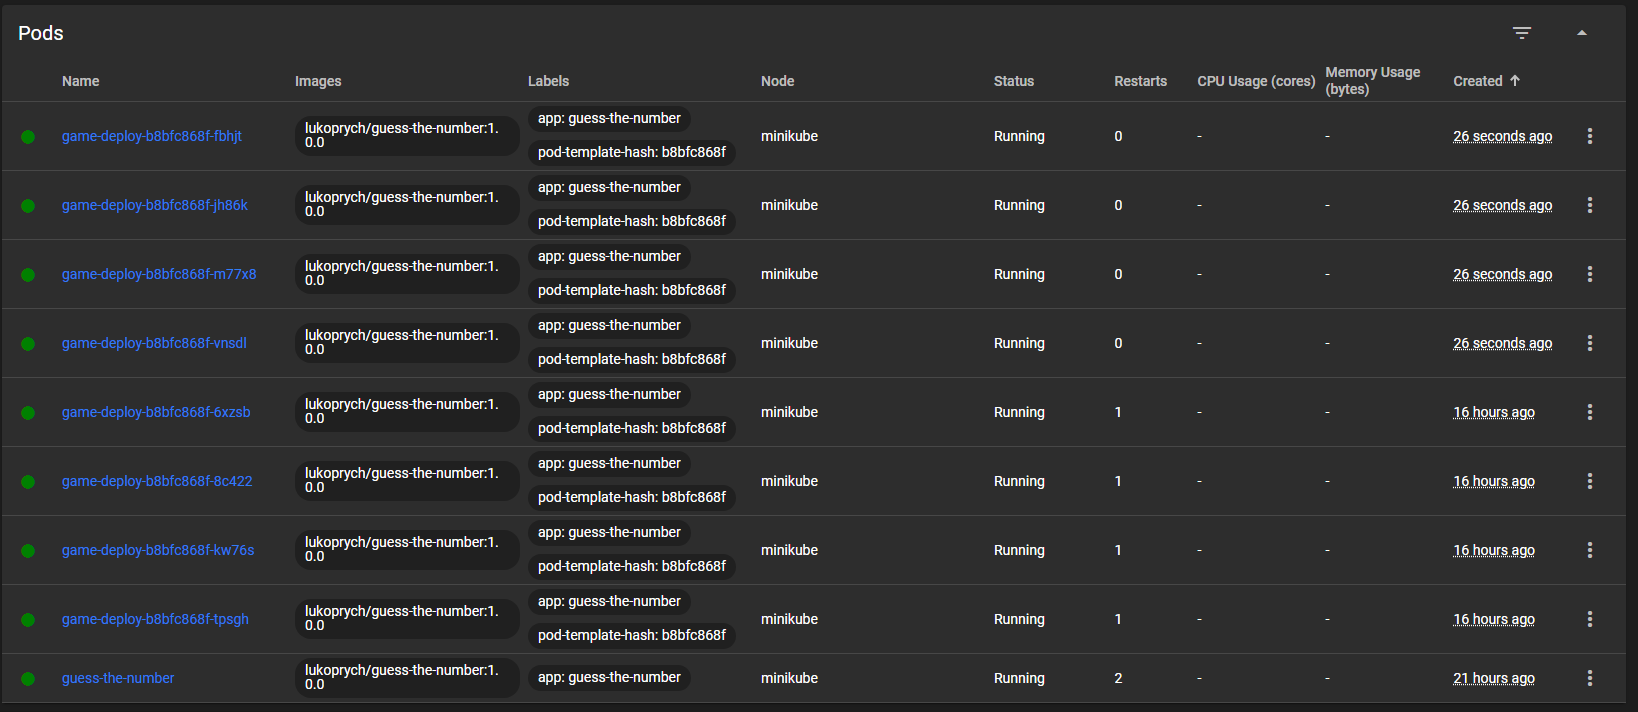 Pods
Name Images Labels Node Status Restarts CPU Usage (cores) Memory Usage (bytes) Created
game-deploy-b8bfc868f-fbhjt
lukoprych/guess-the-number:1.
0.0
app: guess-the-number
pod-template-hash: b8bfc868f
minikube Running 0 - - 26 seconds ago
game-deploy-b8bfc868f-jh86k
lukoprych/guess-the-number:1.
0.0
app: guess-the-number
pod-template-hash: b8bfc868f
minikube Running 0 - - 26 seconds ago
game-deploy-b8bfc868f-m77x8
lukoprych/guess-the-number:1.
0.0
app: guess-the-number
pod-template-hash: b8bfc868f
minikube Running 0 - - 26 seconds ago
game-deploy-b8bfc868f-vnsdl
lukoprych/guess-the-number:1.
0.0
app: guess-the-number
pod-template-hash: b8bfc868f
minikube Running 0 - - 26 seconds ago
game-deploy-b8bfc868f-6xzsb
lukoprych/guess-the-number:1.
0.0
app: guess-the-number
pod-template-hash: b8bfc868f
minikube Running 1 - - 16 hours ago
game-deploy-b8bfc868f-8c422
lukoprych/guess-the-number:1.
0.0
app: guess-the-number
pod-template-hash: b8bfc868f
minikube Running 1 - - 16 hours ago
game-deploy-b8bfc868f-kw76s
lukoprych/guess-the-number:1.
0.0
app: guess-the-number
pod-template-hash: b8bfc868f
minikube Running 1 - - 16 hours ago
game-deploy-b8bfc868f-tpsgh
lukoprych/guess-the-number:1.
0.0
app: guess-the-number
pod-template-hash: b8bfc868f
minikube Running 1 - - 16 hours ago
guess-the-number
lukoprych/guess-the-number:1.
0.0
app: guess-the-number
minikube Running 2 - - 21 hours ago